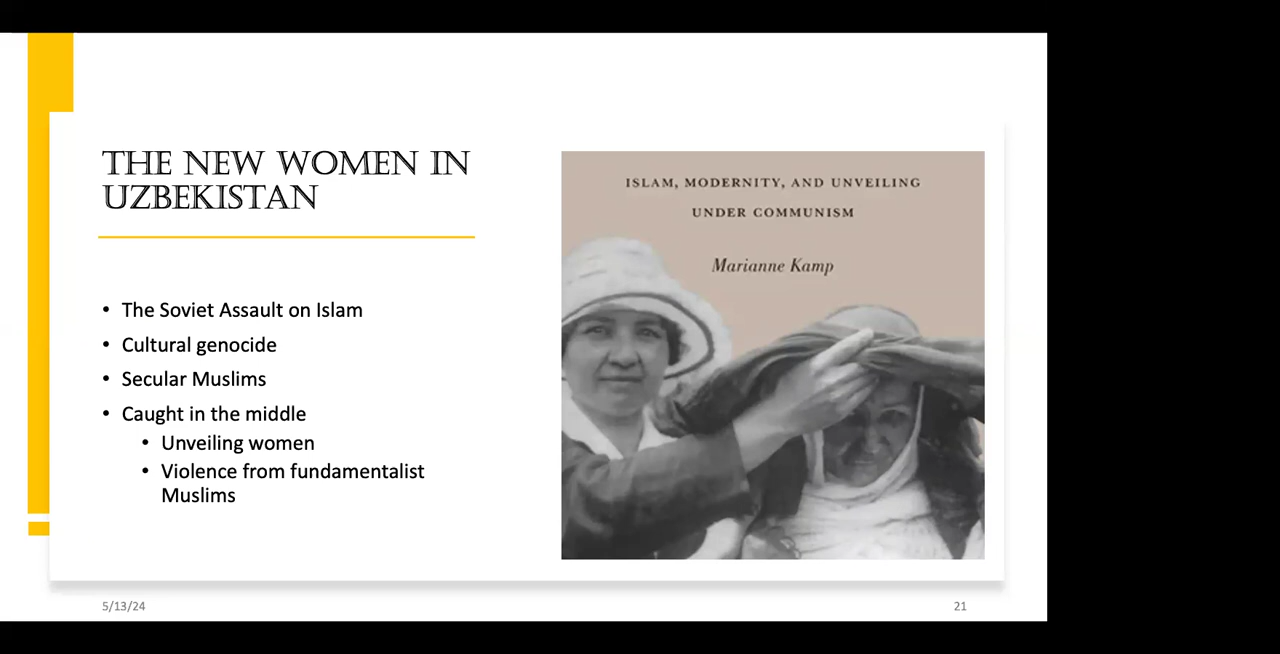 THE NEW WOMEN IN
UZBEKISTAN
• The Soviet Assault on Islam
• Cultural genocide
• Secular Muslims
• Caught in the middle
• Unveiling women
• Violence from fundamentalist
Muslims
ISLAM, MODERNITY, AND UNVEILING
UNDER COMMUNISM
Marianne Kamp
5/13/24
21